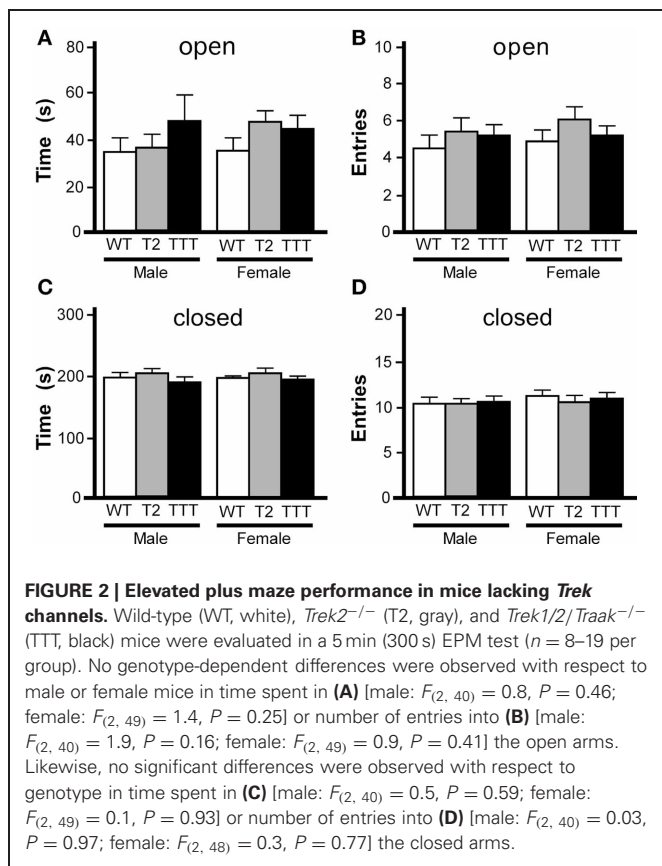 A
open
80
60
40
20
0
Time (s)
WT T2 TTT WT T2 TTT
Male Female
B
open
10
8
6
4
2
0
Entries
WT T2 TTT WT T2 TTT
Male Female
C
closed
300
200
100
0
Time (s)
WT T2 TTT WT T2 TTT
Male Female
D
closed
20
15
10
5
0
Entries
WT T2 TTT WT T2 TTT
Male Female
FIGURE 2 | Elevated plus maze performance in mice lacking Trek
channels. Wild-type (WT, white), Trek2−/− (T2, gray), and Trek1/2/Traak−/−
(TTT, black) mice were evaluated in a 5 min (300 s) EPM test (n = 8–19 per
group). No genotype-dependent differences were observed with respect to
male or female mice in time spent in (A) [male: F(2, 40) = 0.8, P = 0.46;
female: F(2, 49) = 1.4, P = 0.25] or number of entries into (B) [male:
F(2, 40) = 1.9, P = 0.16; female: F(2, 49) = 0.9, P = 0.41] the open arms.
Likewise, no significant differences were observed with respect to
genotype in time spent in (C) [male: F(2, 40) = 0.5, P = 0.59; female:
F(2, 49) = 0.1, P = 0.93] or number of entries into (D) [male: F(2, 40) = 0.03,
P = 0.97; female: F(2, 48) = 0.3, P = 0.77] the closed arms.